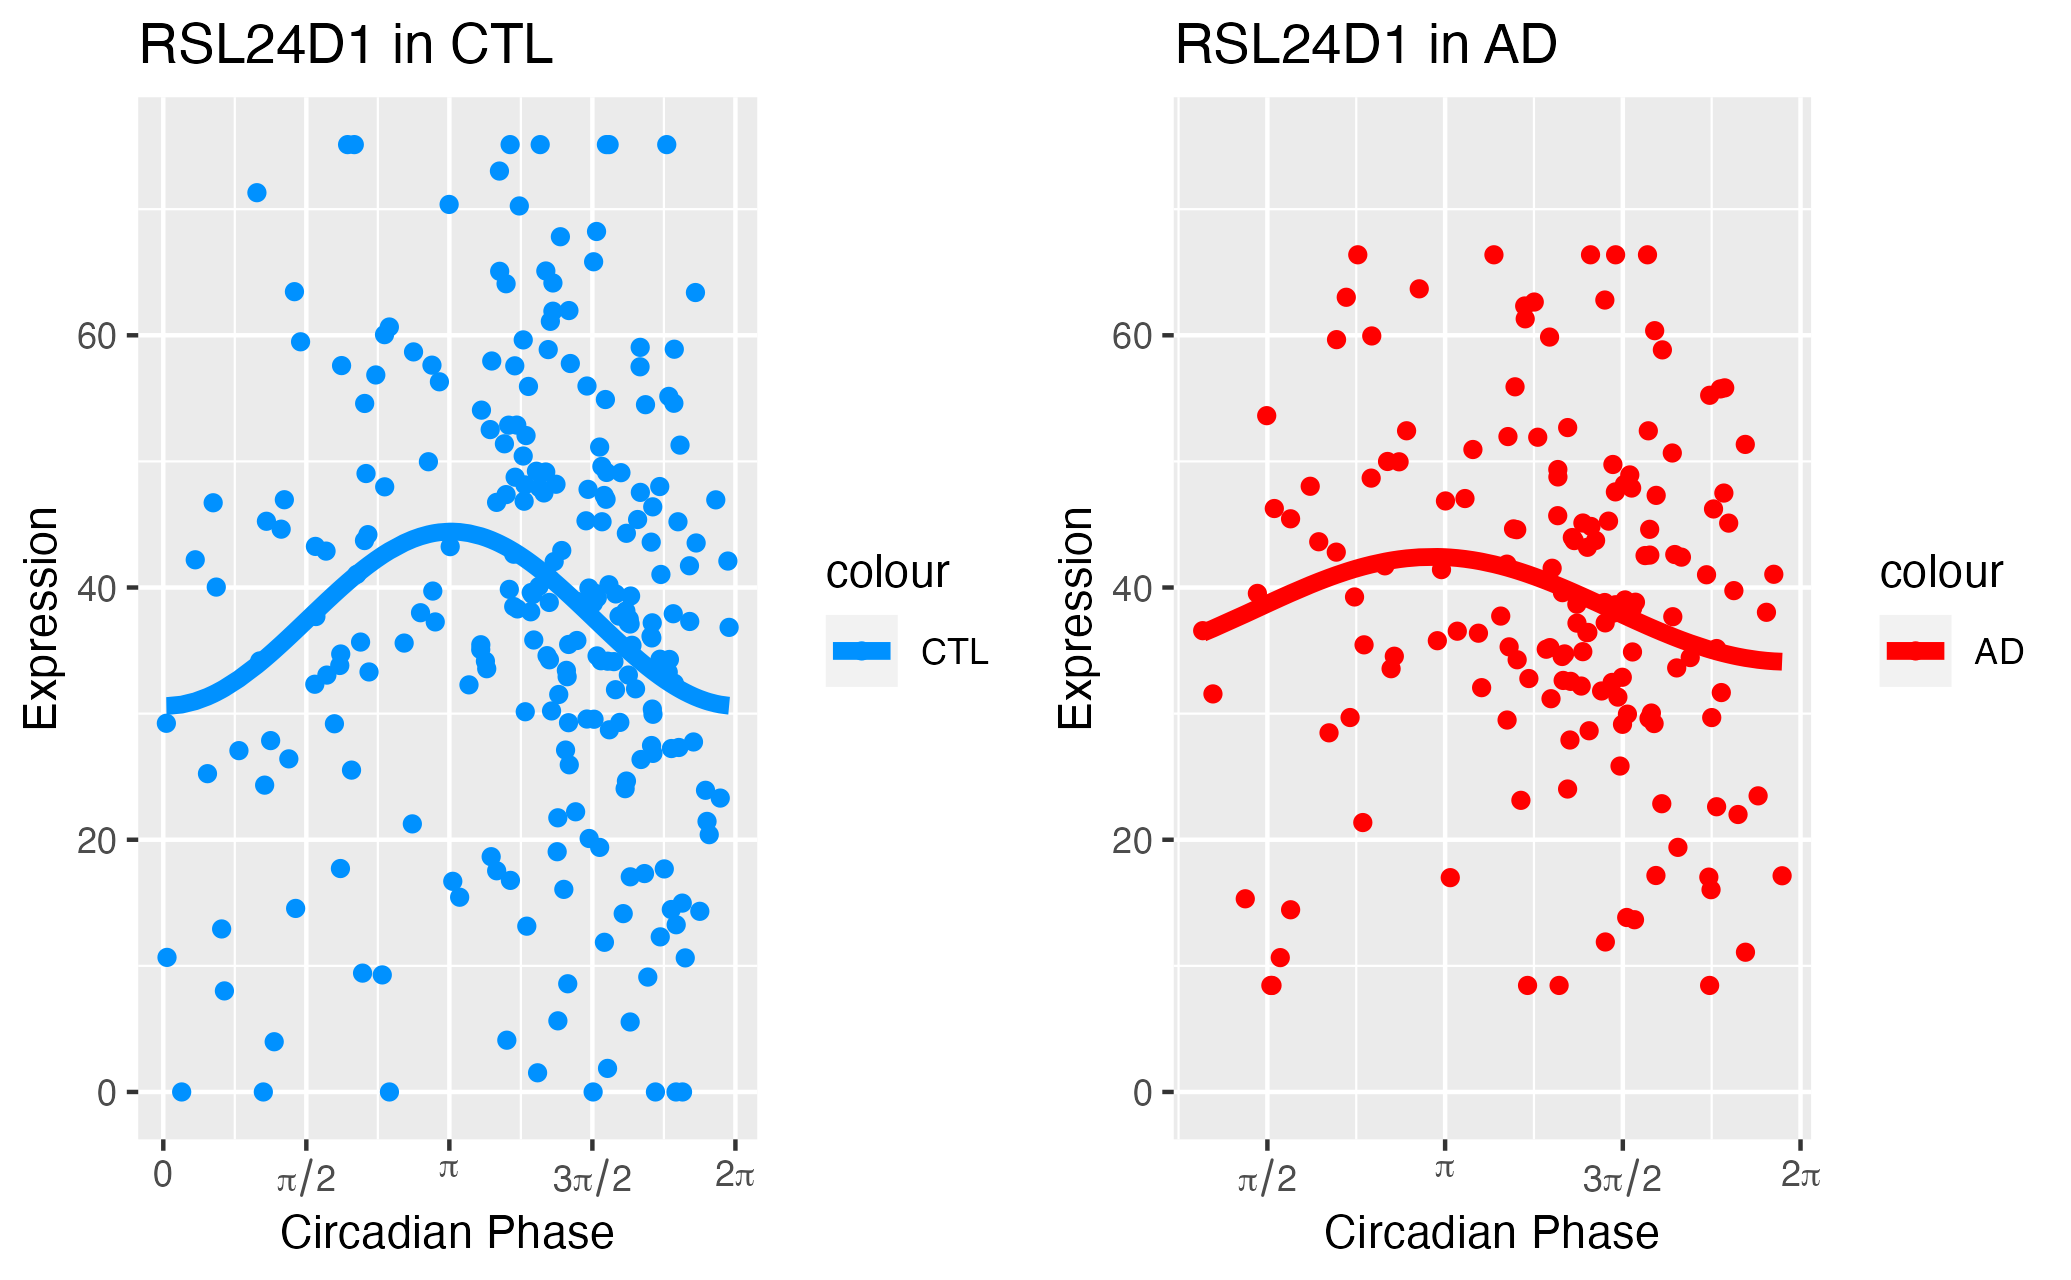 RSL24D1 in CTL
Expression
60
40
20
0
0 π/2 π 3π/2 2π
Circadian Phase
colour
CTL
RSL24D1 in AD
Expression
60
40
20
0
π/2 π 3π/2 2π
Circadian Phase
colour
AD